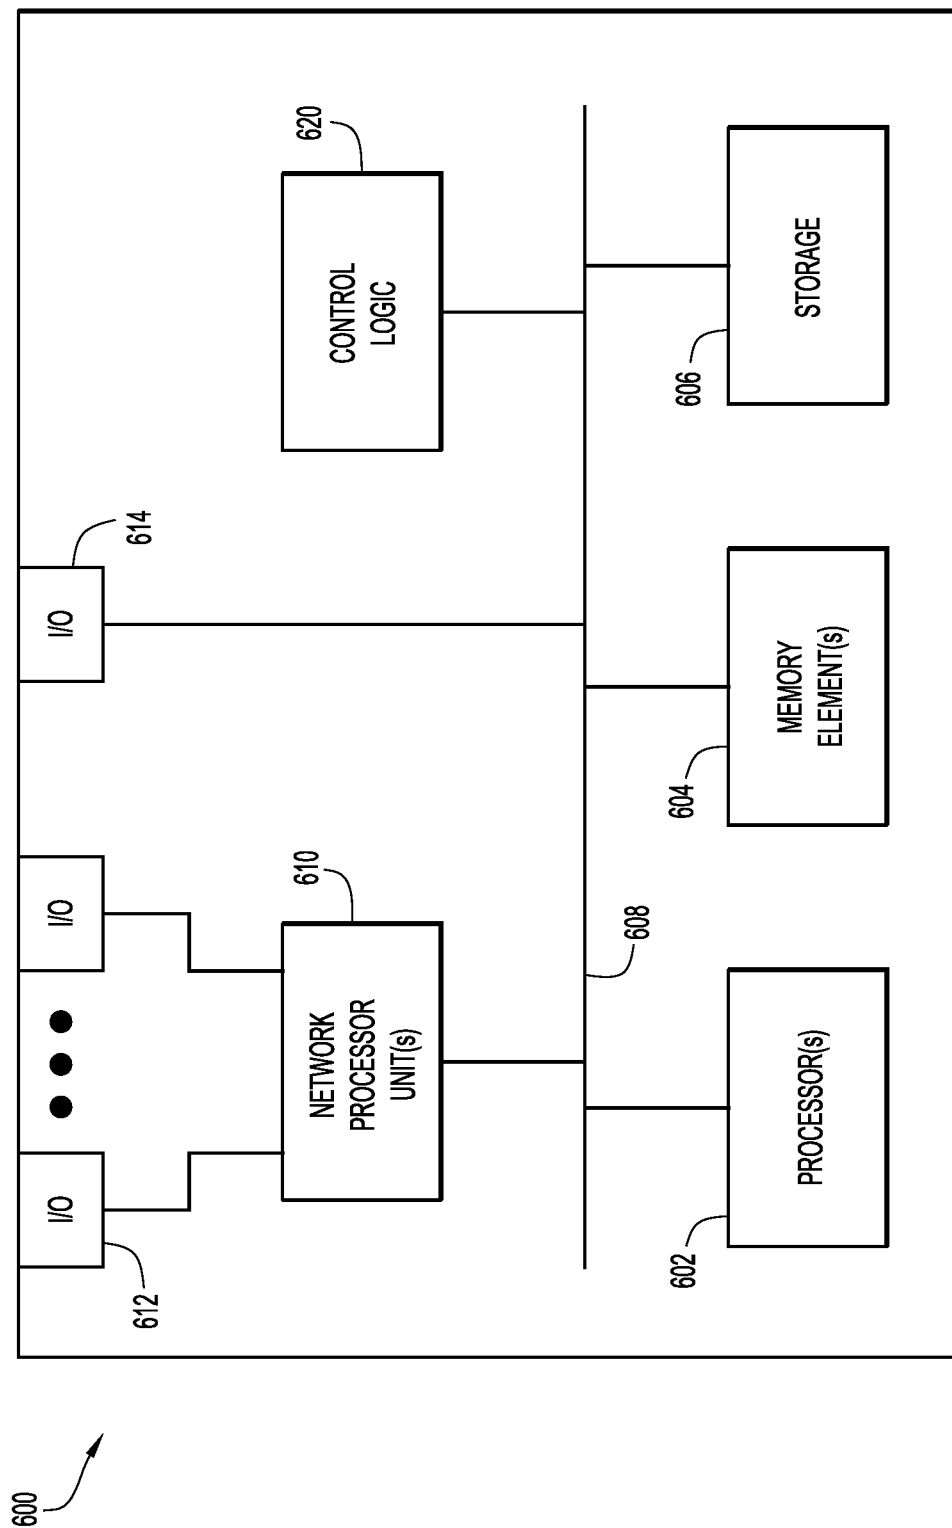 600
612
I/O
I/O
614
I/O
NETWORK
PROCESSOR
UNIT(s)
610
CONTROL
LOGIC
620
608
602
PROCESSOR(s)
604
MEMORY
ELEMENT(s)
606
STORAGE